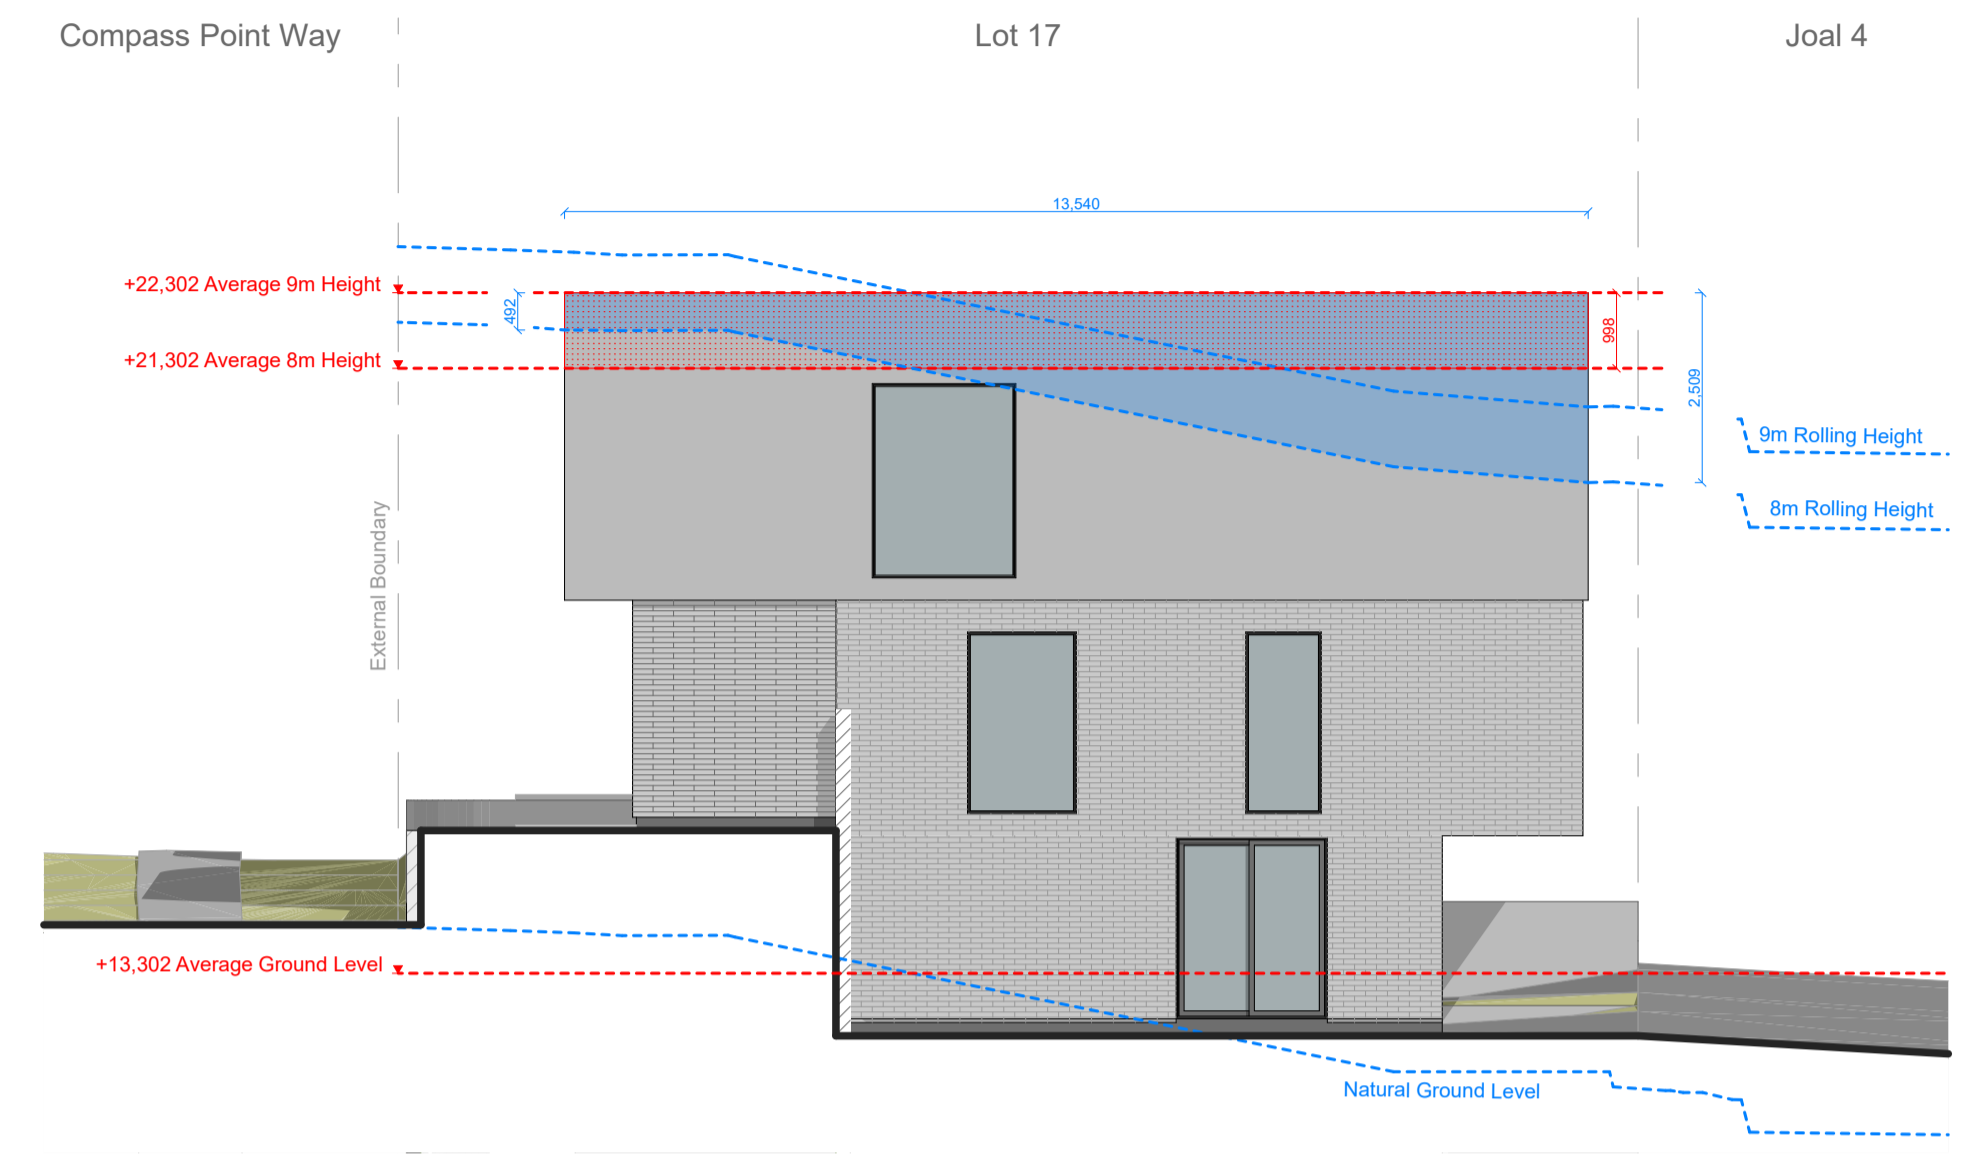 Compass Point Way
Lot 17
Joal 4
13,540
+22,302 Average 9m Height
492
998
+21,302 Average 8m Height
2,509
9m Rolling Height
8m Rolling Height
External Boundary
+13,302 Average Ground Level
Natural Ground Level